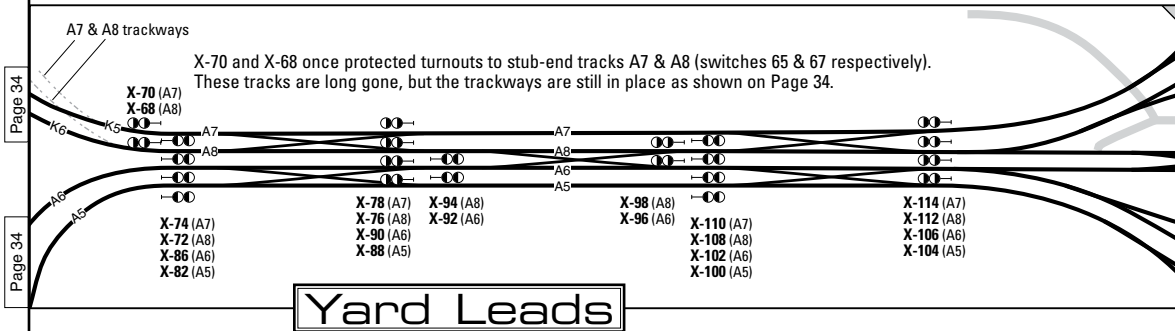 A7 & A8 trackways
X-70 and X-68 once protected turnouts to stub-end tracks A7 & A8 (switches 65 & 67 respectively).
These tracks are long gone, but the trackways are still in place as shown on Page 34.
Page 34
X-70 (A7)
X-68 (A8)
K5
K6
A7
A8
A7
A8
A6
A5
A6
A5
Page 34
X-74 (A7)
X-72 (A8)
X-86 (A6)
X-82 (A5)
X-78 (A7)
X-76 (A8)
X-90 (A6)
X-88 (A5)
X-94 (A8)
X-92 (A6)
X-98 (A8)
X-96 (A6)
X-110 (A7)
X-108 (A8)
X-102 (A6)
X-100 (A5)
X-114 (A7)
X-112 (A8)
X-106 (A6)
X-104 (A5)
Yard Leads